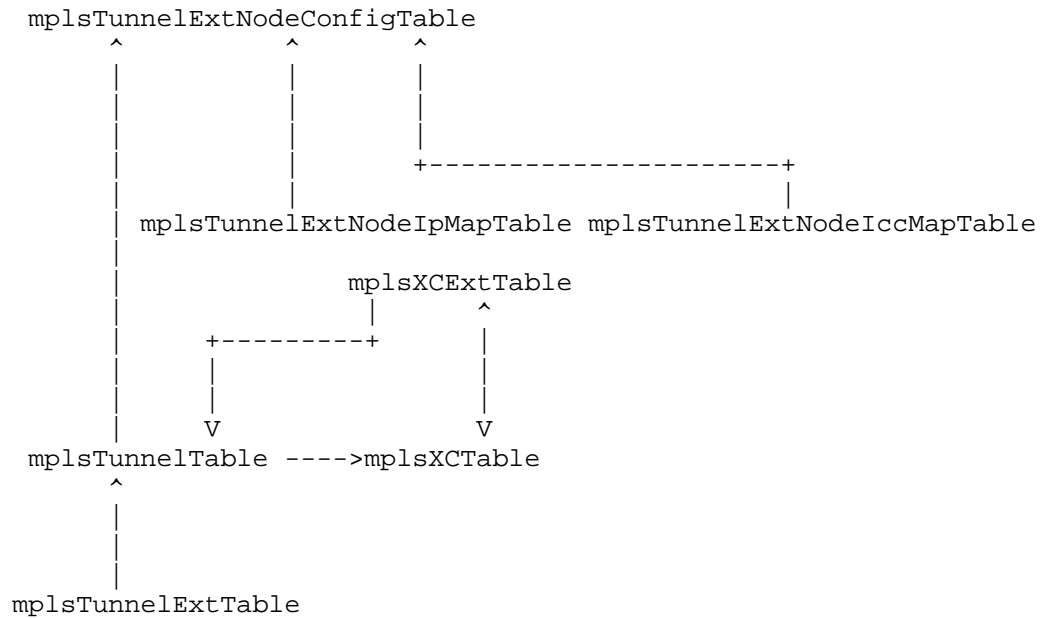 mplsTunnelExtNodeConfigTable
mplsTunnelExtNodeIpMapTable mplsTunnelExtNodeIccMapTable
mplsXCExtTable
mplsTunnelTable ---->mplsXCTable
mplsTunnelExtTable